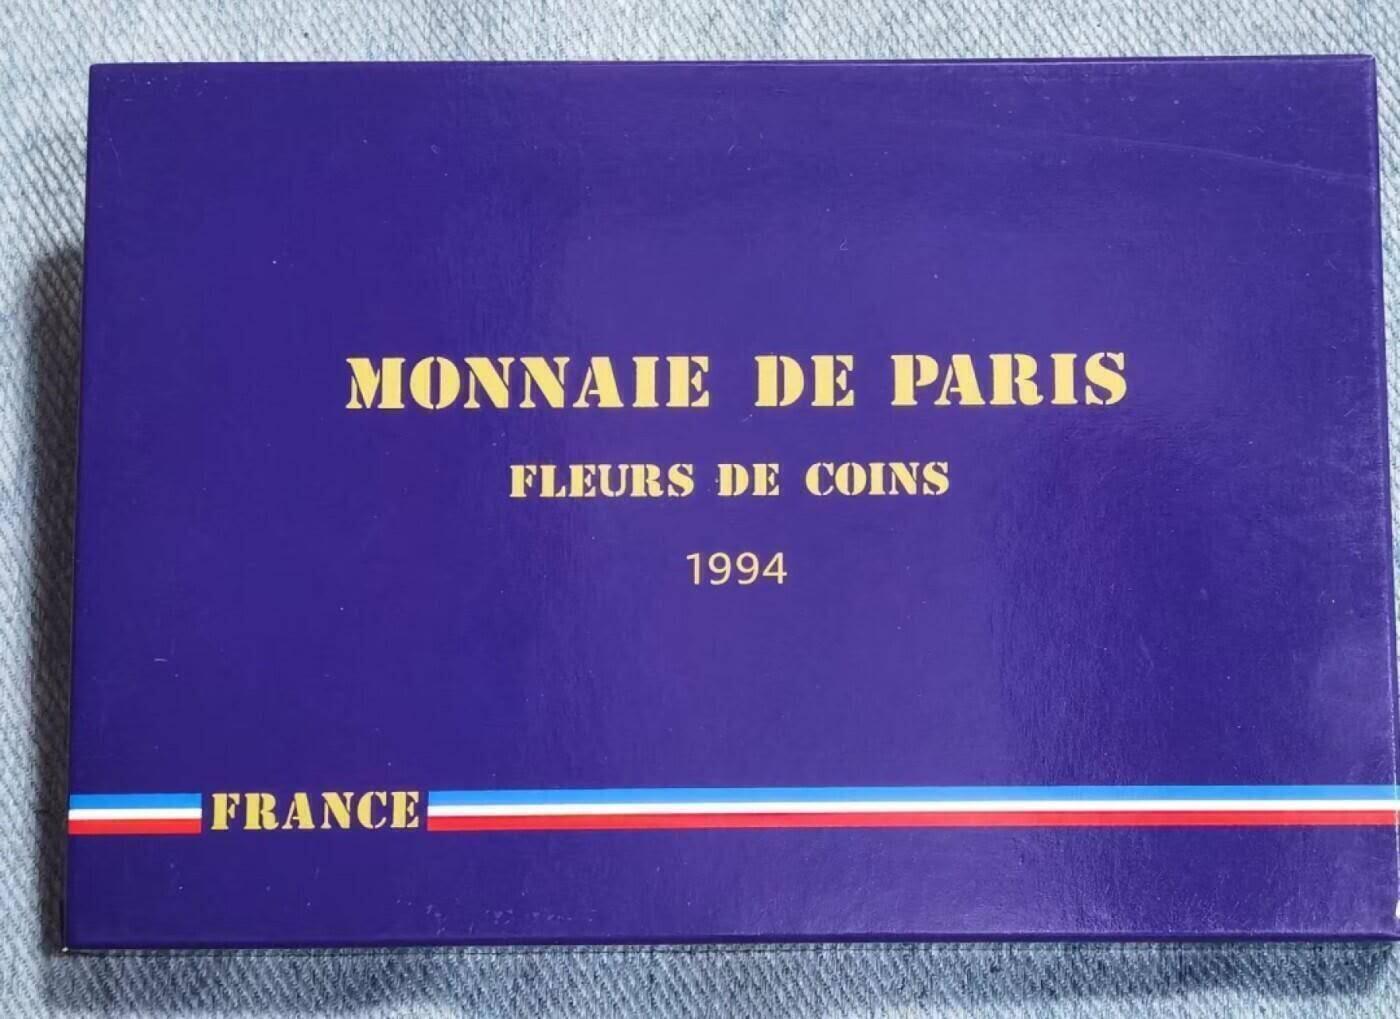 MONNAIE DE PARIS
FLEURS DE COINS
1994
FRANCE